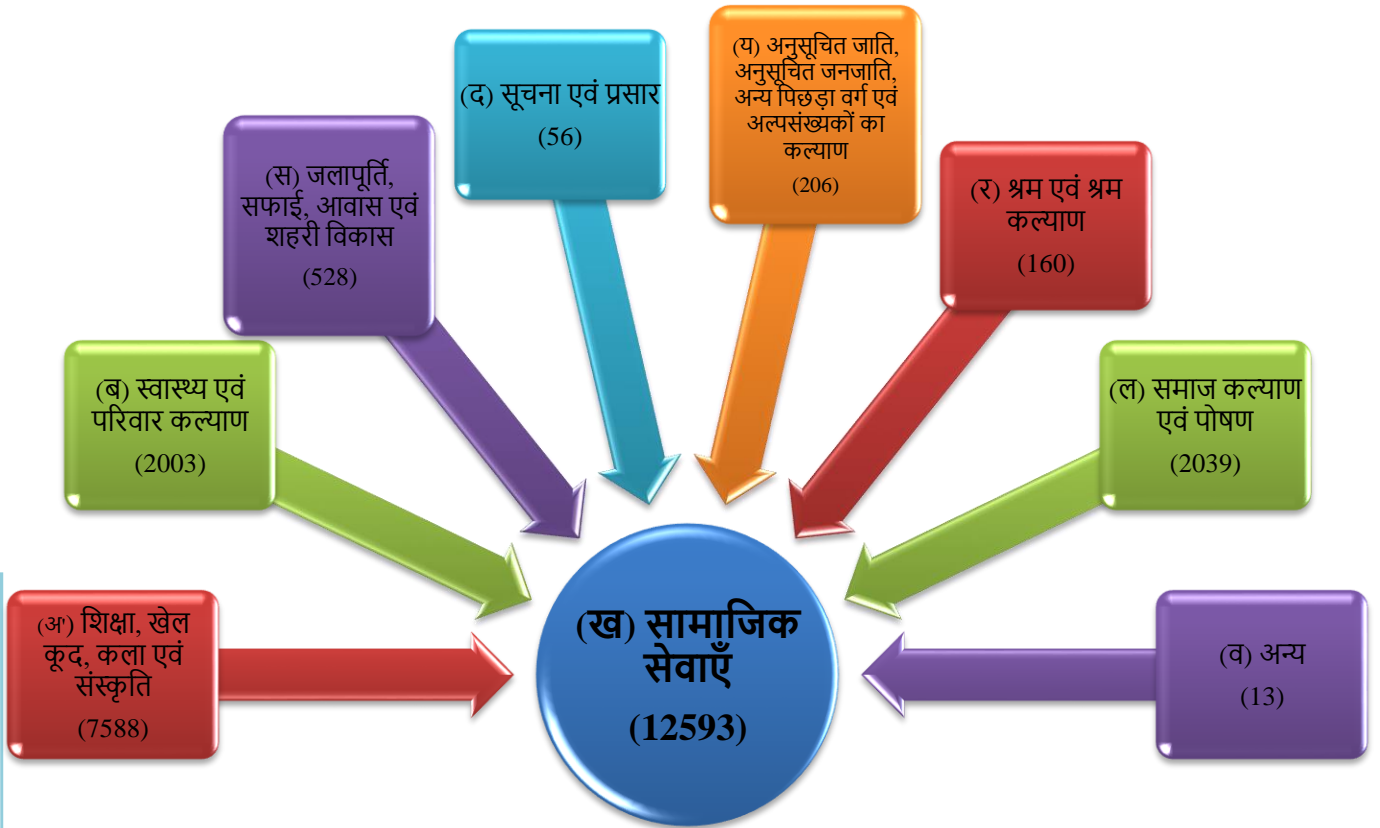 (अ') शिक्षा, खेल
कूद, कला एवं
संस्कृति
(7588)
(ब) स्वास्थ्य एवं
परिवार कल्याण
(2003)
(स) जलापूर्ति,
सफाई, आवास एवं
शहरी विकास
(528)
(द) सूचना एवं प्रसार
(56)
(य) अनुसूचित जाति,
अनुसूचित जनजाति,
अन्य पिछड़ा वर्ग एवं
अल्पसंख्यकों का
कल्याण
(206)
(र) श्रम एवं श्रम
कल्याण
(160)
(ल) समाज कल्याण
एवं पोषण
(2039)
(व) अन्य
(13)
(ख) सामाजिक
सेवाएँ
(12593)